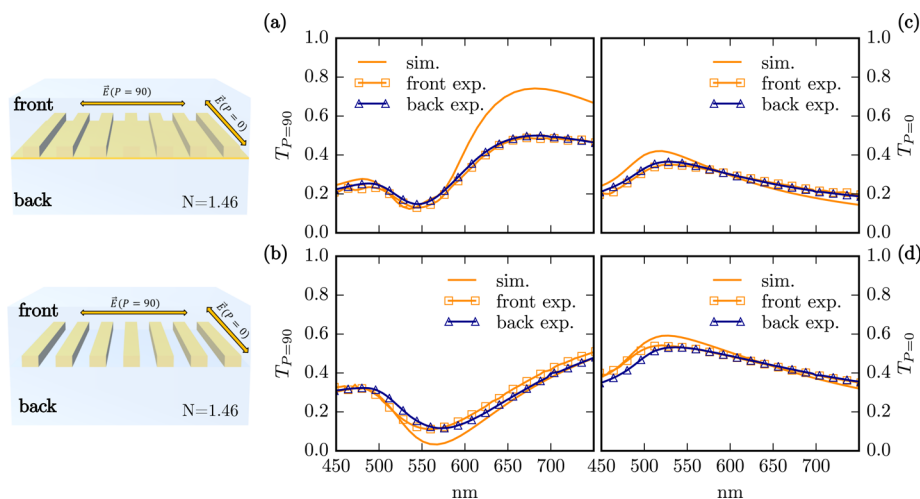 front
E⃗(P = 90)
E⃗(P=0)
back
N=1.46
front
E⃗(P = 90)
E⃗(P=0)
back
N=1.46
(a)
1.0
0.8
0.6
0.4
0.2
0.0
T_{P=90}
sim.
front exp.
back exp.
(c)
sim.
front exp.
back exp.
1.0
0.8
0.6
0.4
0.2
0.0
T_{P=0}
(b)
1.0
0.8
0.6
0.4
0.2
0.0
T_{P=90}
sim.
front exp.
back exp.
450 500 550 600 650 700
nm
(d)
sim.
front exp.
back exp.
1.0
0.8
0.6
0.4
0.2
0.0
T_{P=0}
450 500 550 600 650 700
nm